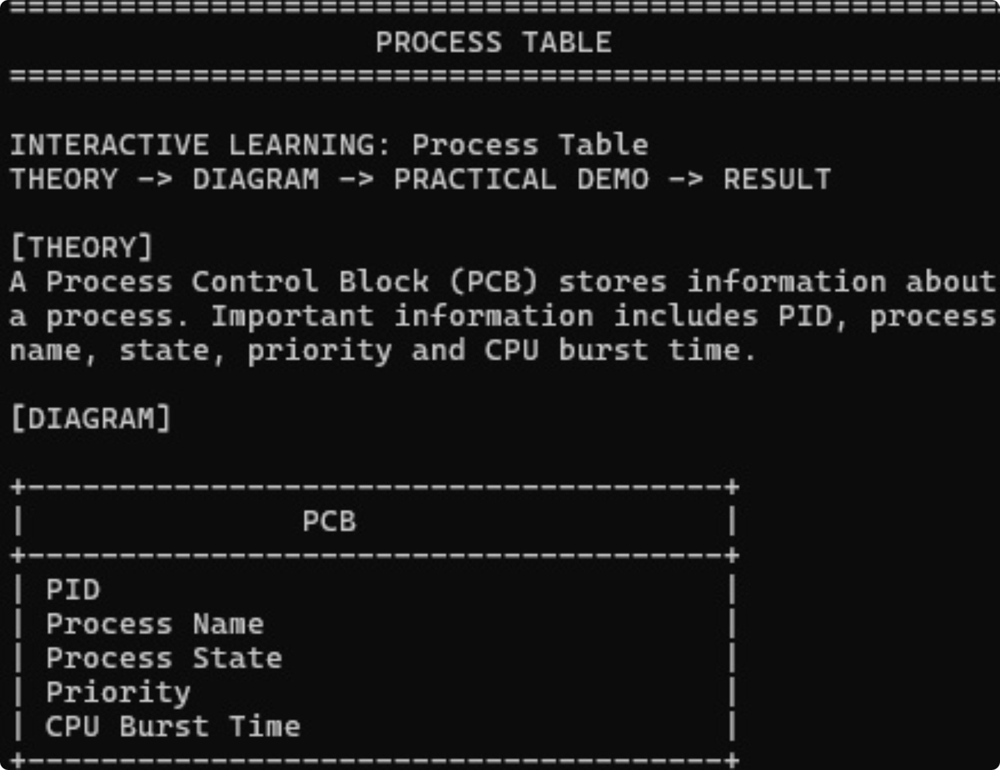 ======================================================
PROCESS TABLE
======================================================
INTERACTIVE LEARNING: Process Table
THEORY -> DIAGRAM -> PRACTICAL DEMO -> RESULT
[THEORY]
A Process Control Block (PCB) stores information about
a process. Important information includes PID, process
name, state, priority and CPU burst time.
[DIAGRAM]
+--------------------------------------+
|               PCB                    |
+--------------------------------------+
| PID                                  |
| Process Name                         |
| Process State                        |
| Priority                             |
| CPU Burst Time                       |
+--------------------------------------+